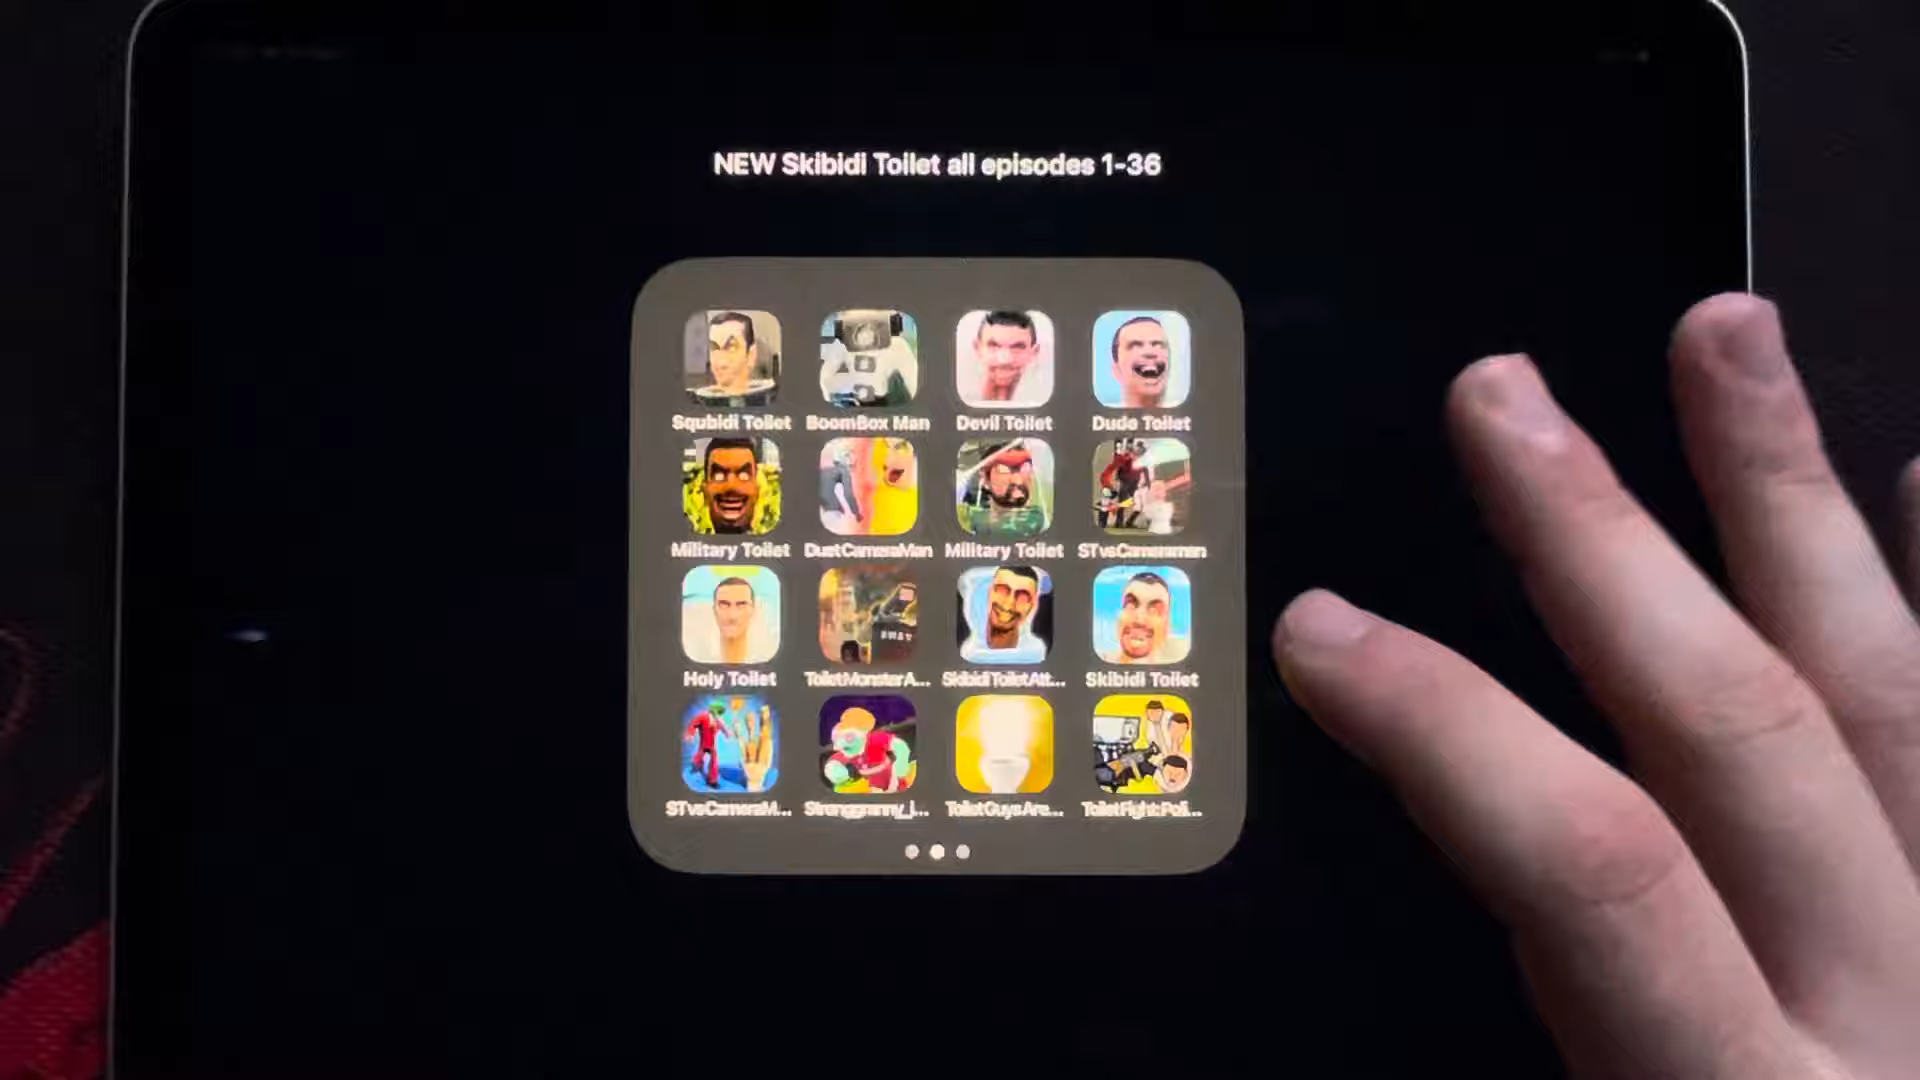 NEW Skibidi Toilet all episodes 1-36
Squbidi Toilet BoomBox Man Devil Toilet Dude Toilet
Military Toilet DustCameraMan Military Toilet STvsCameraman
Holy Toilet ToiletMonsterA... SkibidiToiletAtt... Skibidi Toilet
STvsCameraM... Stronggranny_i... ToiletGuysAre... ToiletFight:Poli...